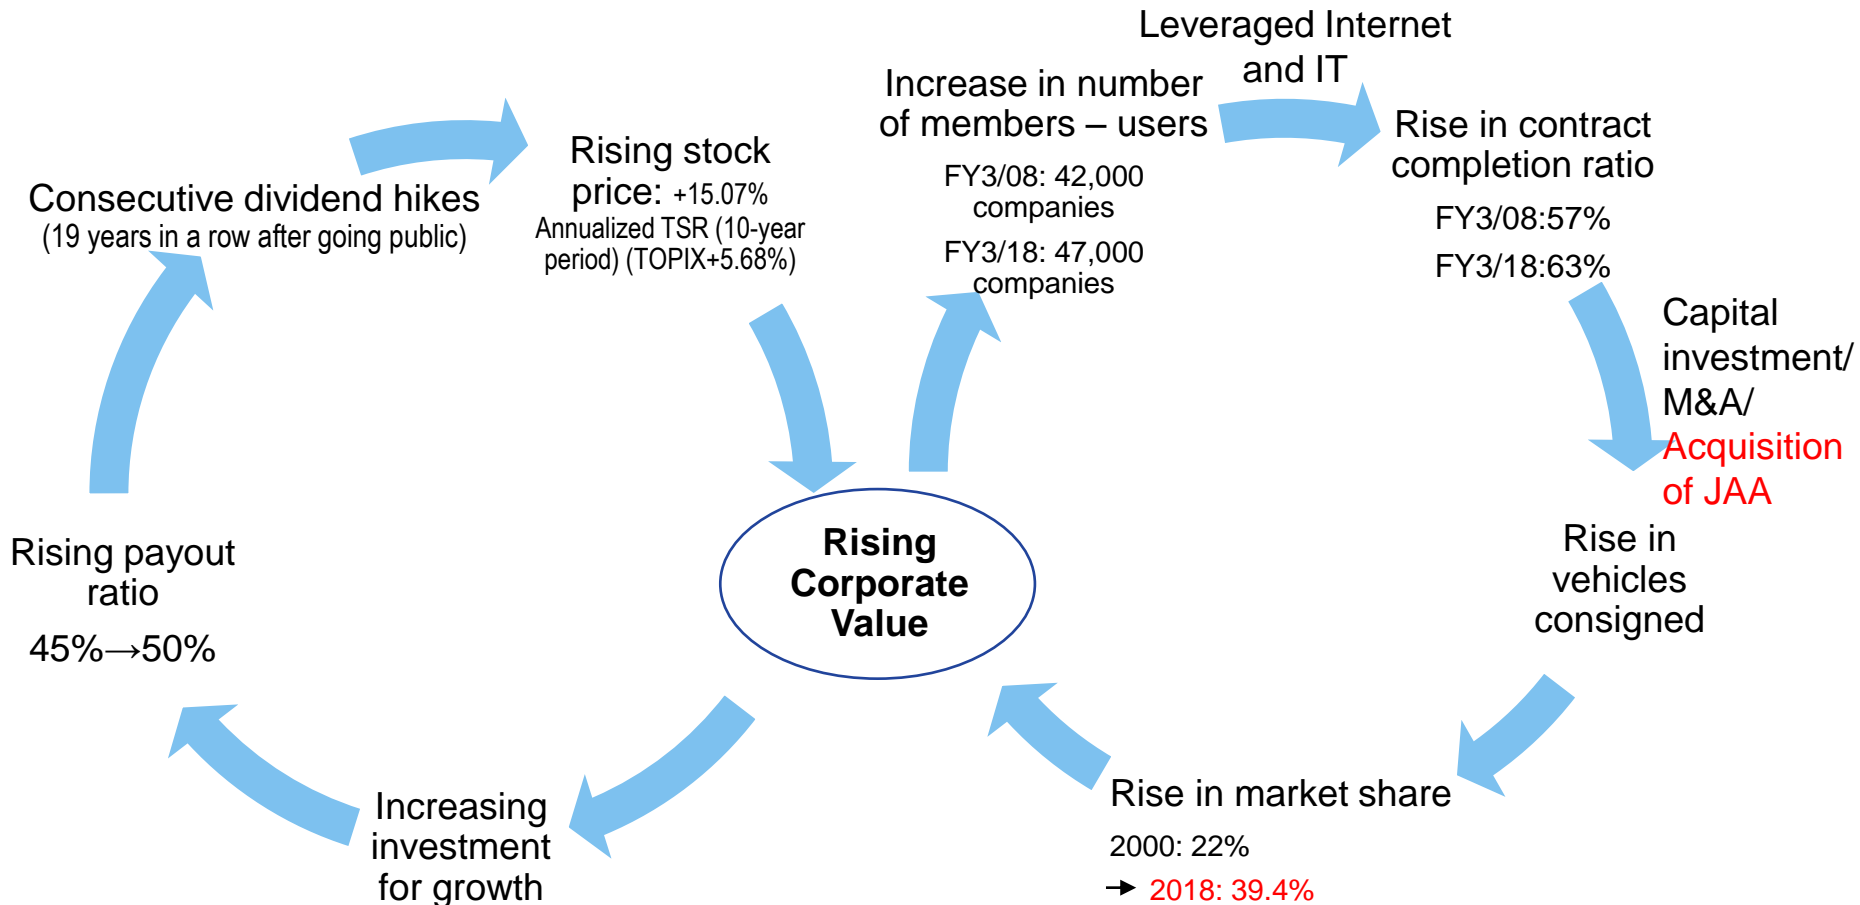 Leveraged Internet
and IT
Increase in number
of members – users
FY3/08: 42,000
companies
FY3/18: 47,000
companies
Rise in contract
completion ratio
FY3/08:57%
FY3/18:63%
Capital
investment/
M&A/
Acquisition
of JAA
Rise in
vehicles
consigned
Rise in market share
2000: 22%
→ 2018: 39.4%
Rising
Corporate
Value
Increasing
investment
for growth
Rising payout
ratio
45%→50%
Consecutive dividend hikes
(19 years in a row after going public)
Rising stock
price: +15.07%
Annualized TSR (10-year
period) (TOPIX+5.68%)